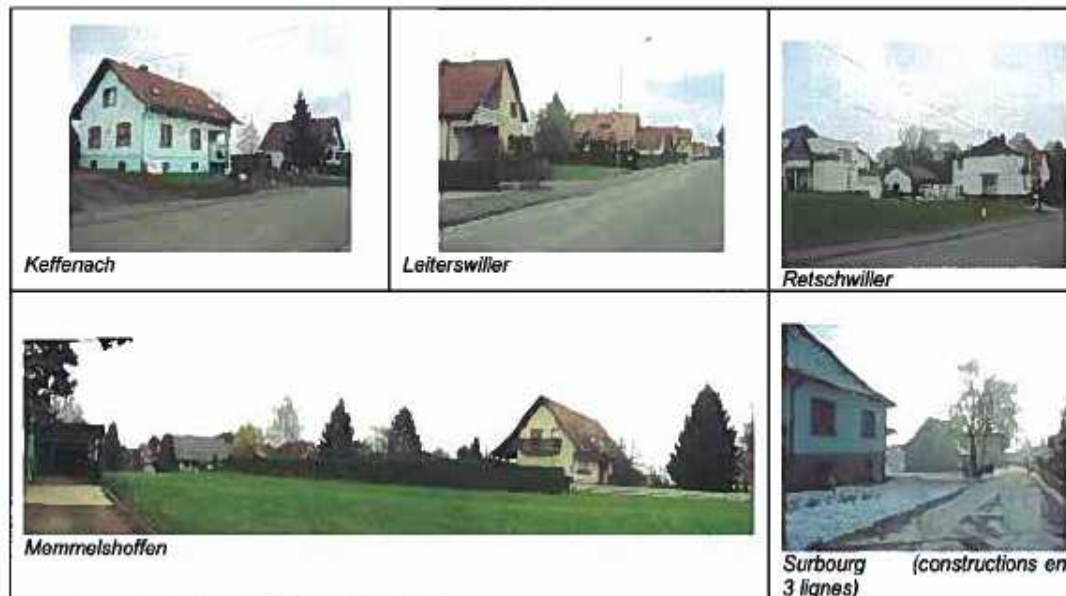 Keffenach
Leiterswiller
Retschwiller
Memmelshoffen
Surbourg (constructions en
3 lignes)